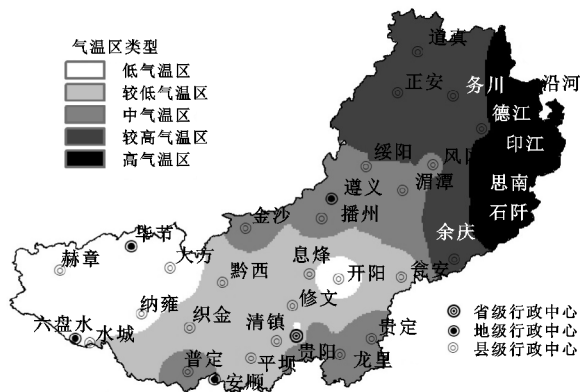 气温区类型
低气温区
较低气温区
中气温区
较高气温区
高气温区
道真
正安
务川
沿河
德江
印江
绥阳
凤冈
湄潭
思南
遵义
播州
石阡
金沙
余庆
毕节
大方
赫章
黔西
息烽
开阳
瓮安
纳雍
修文
织金
清镇
六盘水
水城
贵阳
贵定
普定
平坝
龙里
安顺
省级行政中心
地级行政中心
县级行政中心